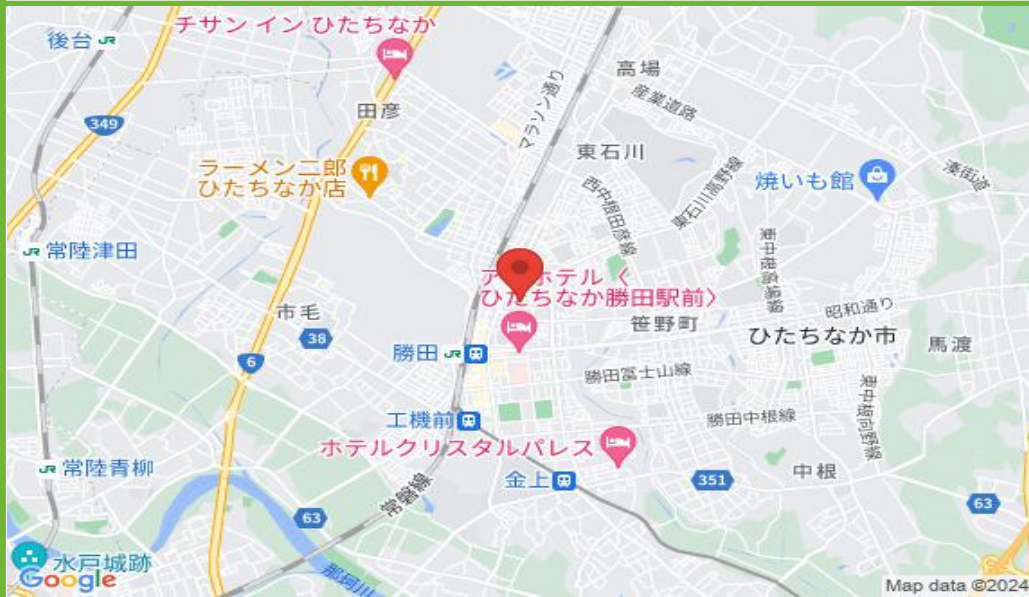 チサン イン ひたちなか
後台
JR
マラソン通り
高場
産業道路
田彦
349
東石川
ラーメン二郎
ひたちなか店
焼いも館
湊街道
西中根田彦線
東石川高野線
JR 常陸津田
東中根高場線
ホテル〈
ひたちなか勝田駅前〉
市毛
38
笹野町
昭和通り
ひたちなか市
馬渡
6
勝田 JR
勝田冨士山線
工機前
勝田中根線
東中根向野線
ホテルクリスタルパレス
JR 常陸青柳
金上
351
中根
常磐線
63
63
水戸城跡
Google
那珂川
Map data ©2024